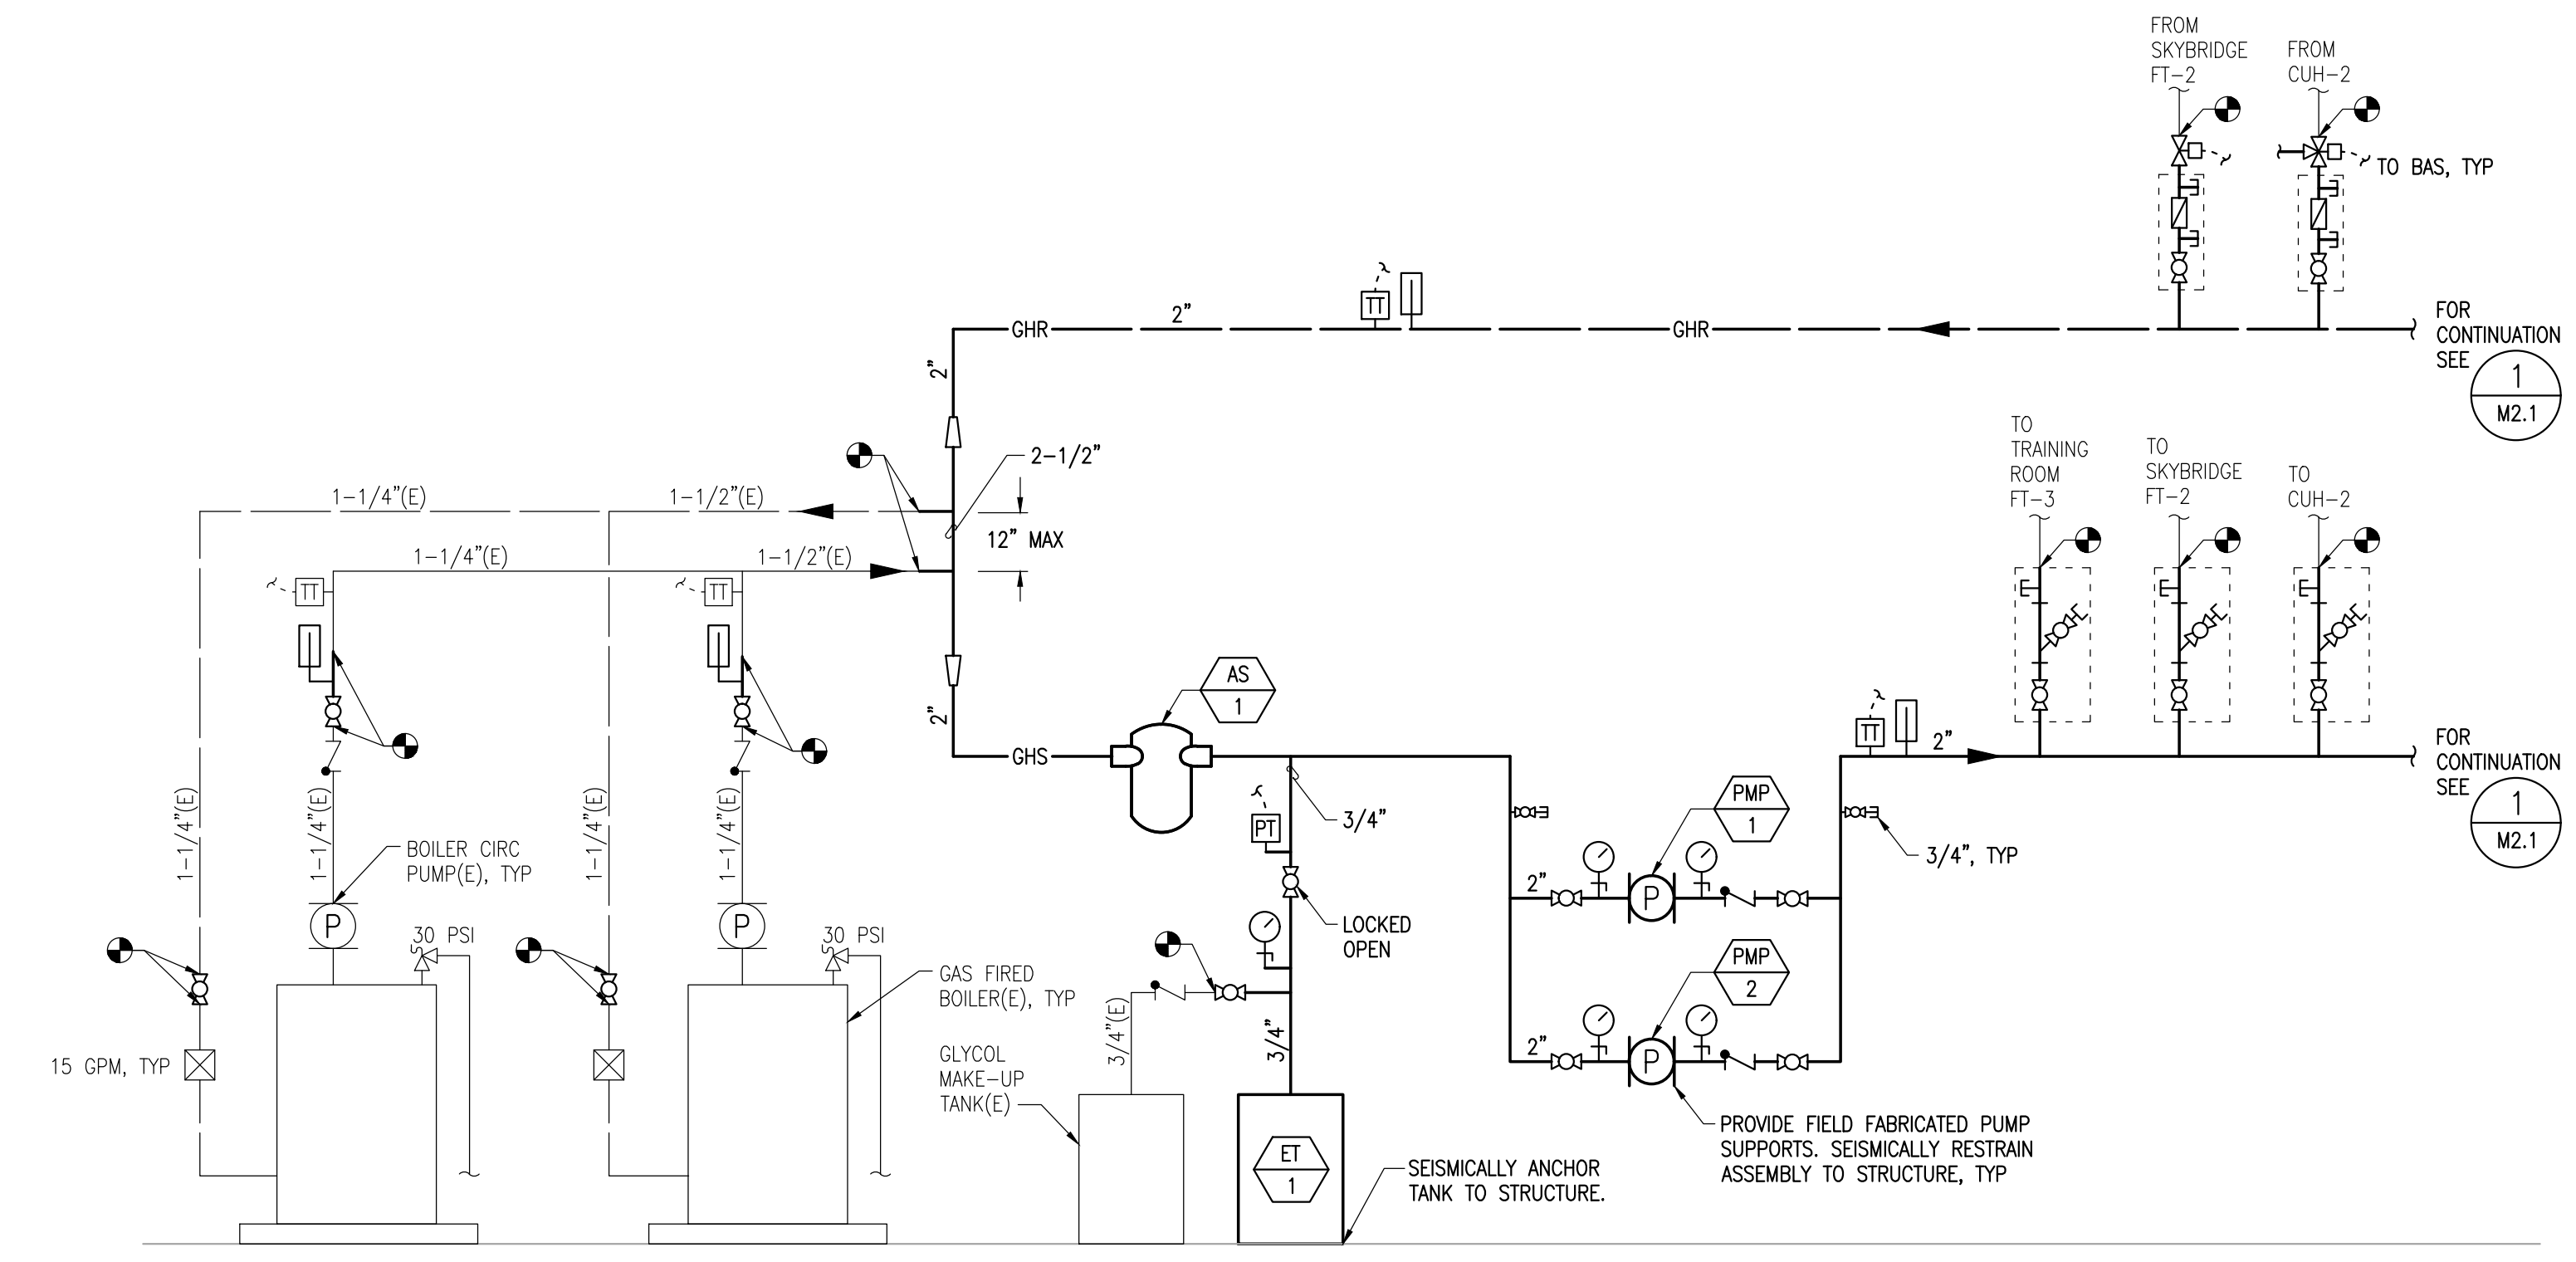 FROM
SKYBRIDGE
FT-2
FROM
CUH-2
TO BAS, TYP
TT
GHR
2"
GHR
FOR
CONTINUATION
SEE
1
M2.1
2"
2-1/2"
12" MAX
1-1/4"(E)
1-1/2"(E)
1-1/4"(E)
1-1/2"(E)
TT
TT
TO
TRAINING
ROOM
FT-3
TO
SKYBRIDGE
FT-2
TO
CUH-2
2"
GHS
AS
1
TT
2"
FOR
CONTINUATION
SEE
1
M2.1
3/4"
PT
PMP
1
3/4", TYP
1-1/4"(E)
1-1/4"(E)
1-1/4"(E)
1-1/4"(E)
BOILER CIRC
PUMP(E), TYP
P
P
30 PSI
30 PSI
2"
P
LOCKED
OPEN
GAS FIRED
BOILER(E), TYP
PMP
2
3/4"(E)
3/4"
2"
P
15 GPM, TYP
GLYCOL
MAKE-UP
TANK(E)
ET
1
PROVIDE FIELD FABRICATED PUMP
SUPPORTS. SEISMICALLY RESTRAIN
ASSEMBLY TO STRUCTURE, TYP
SEISMICALLY ANCHOR
TANK TO STRUCTURE.